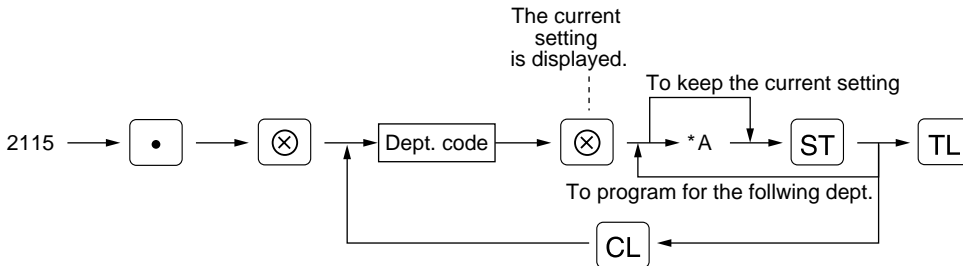 The current
setting
is displayed.
To keep the current setting
2115
•
⊗
Dept. code
⊗
*A
ST
TL
To program for the follwing dept.
CL